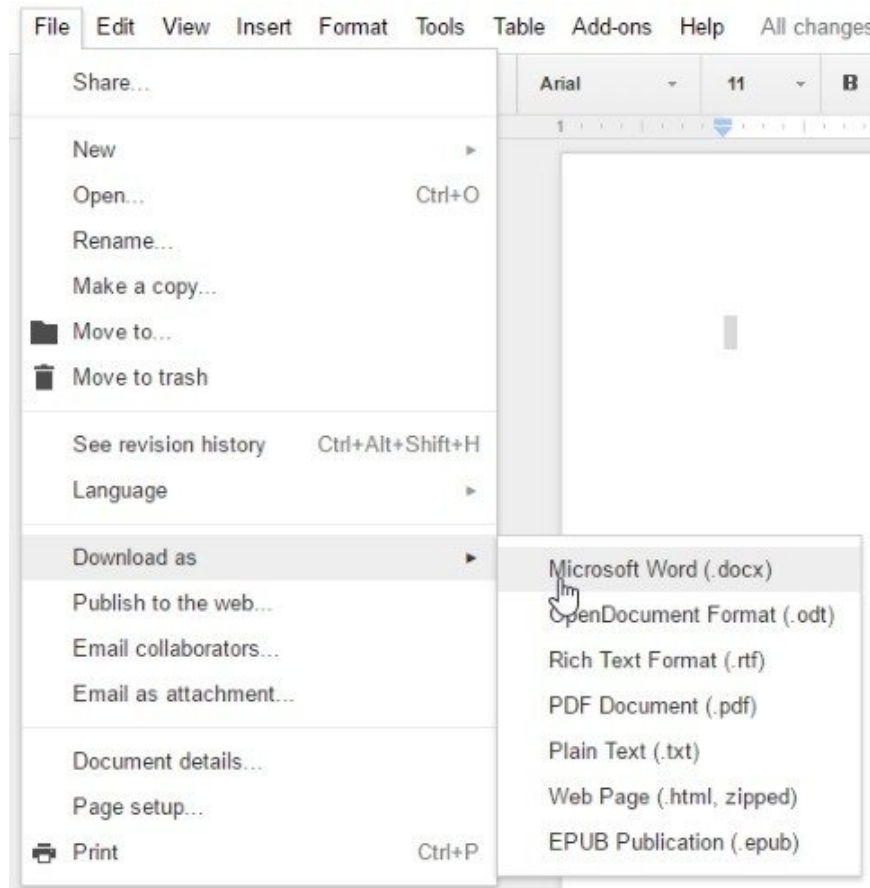 File Edit View Insert Format Tools Table Add-ons Help All changes
Share...
Arial 11 B
1
New
Open... Ctrl+O
Rename...
Make a copy...
Move to...
Move to trash
See revision history Ctrl+Alt+Shift+H
Language
Download as
Microsoft Word (.docx)
Publish to the web...
OpenDocument Format (.odt)
Email collaborators...
Rich Text Format (.rtf)
Email as attachment...
PDF Document (.pdf)
Plain Text (.txt)
Document details...
Web Page (.html, zipped)
Page setup...
EPUB Publication (.epub)
Print Ctrl+P